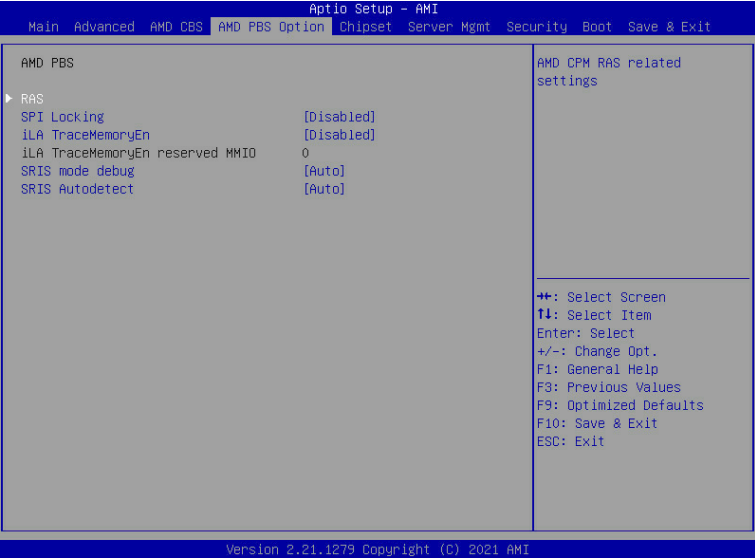 Aptio Setup – AMI
Main Advanced AMD CBS AMD PBS Option Chipset Server Mgmt Security Boot Save & Exit
AMD PBS
RAS
SPI Locking [Disabled]
iLA TraceMemoryEn [Disabled]
iLA TraceMemoryEn reserved MMIO 0
SRIS mode debug [Auto]
SRIS Autodetect [Auto]
AMD CPM RAS related
settings
→←: Select Screen
↑↓: Select Item
Enter: Select
+/-: Change Opt.
F1: General Help
F3: Previous Values
F9: Optimized Defaults
F10: Save & Exit
ESC: Exit
Version 2.21.1279 Copyright (C) 2021 AMI